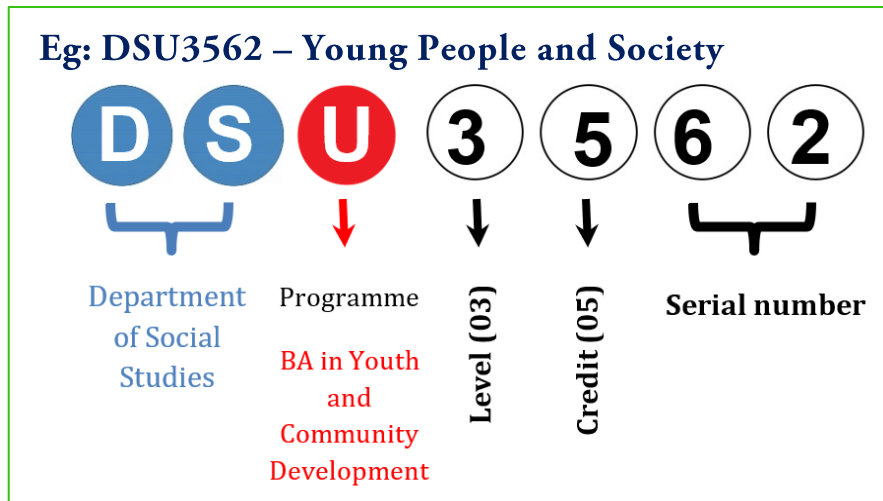 Eg: DSU3562 – Young People and Society
D S U 3 5 6 2
Department
of Social
Studies
Programme
BA in Youth
and
Community
Development
Level (03)
Credit (05)
Serial number